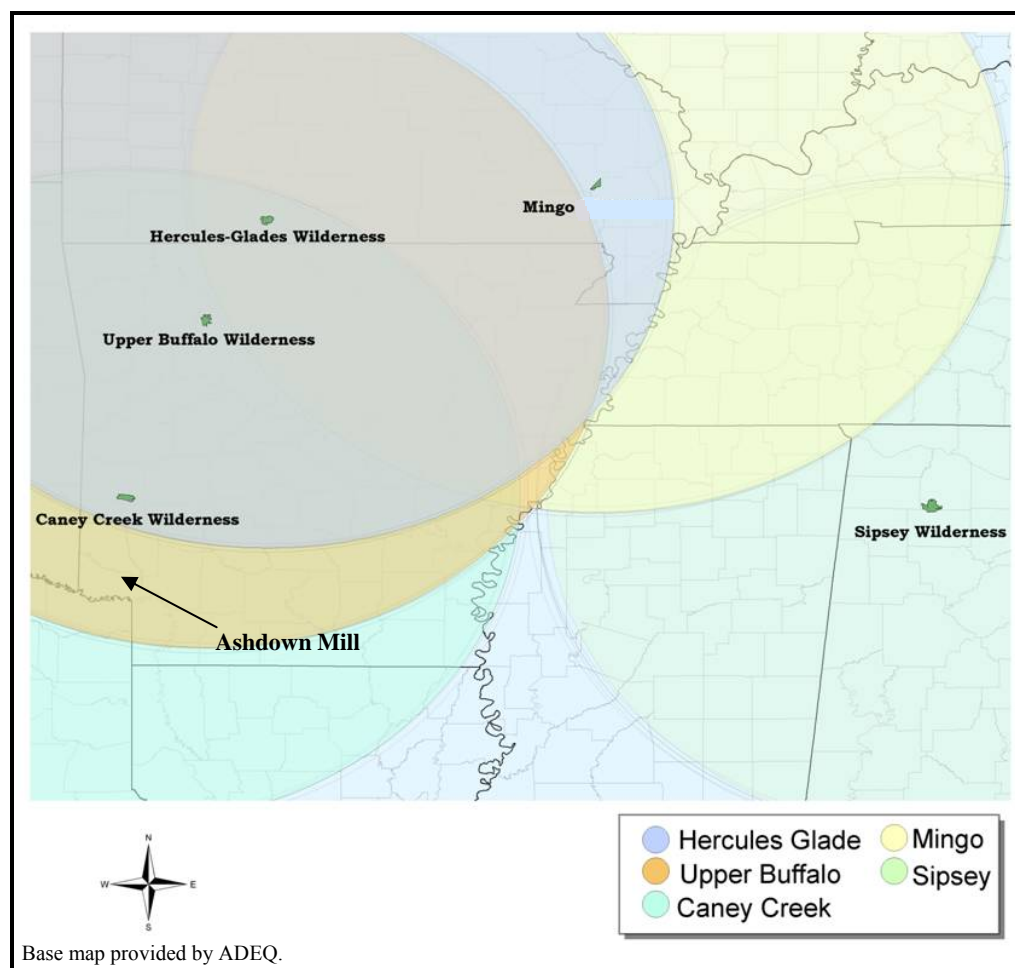 Mingo
Hercules-Glades Wilderness
Upper Buffalo Wilderness
Caney Creek Wilderness
Sipsey Wilderness
Ashdown Mill
N
W E
S
Hercules Glade
Upper Buffalo
Caney Creek
Mingo
Sipsey
Base map provided by ADEQ.